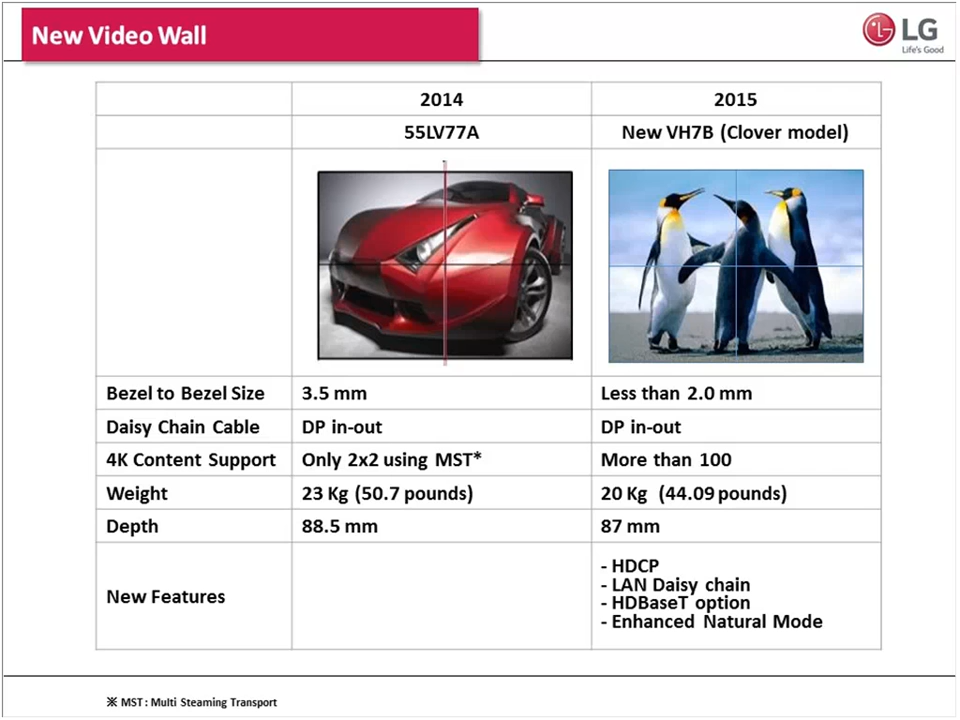 New Video Wall
LG
Life's Good
2014 2015
55LV77A New VH7B (Clover model)
Bezel to Bezel Size 3.5 mm Less than 2.0 mm
Daisy Chain Cable DP in-out DP in-out
4K Content Support Only 2x2 using MST* More than 100
Weight 23 Kg (50.7 pounds) 20 Kg (44.09 pounds)
Depth 88.5 mm 87 mm
New Features
- HDCP
- LAN Daisy chain
- HDBaseT option
- Enhanced Natural Mode
※ MST : Multi Steaming Transport